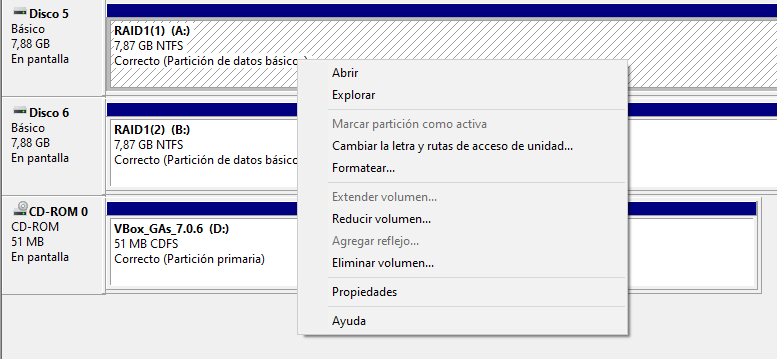 Disco 5
Básico
7,88 GB
En pantalla
RAID1(1) (A:)
7,87 GB NTFS
Correcto (Partición de datos básico
Disco 6
Básico
7,88 GB
En pantalla
RAID1(2) (B:)
7,87 GB NTFS
Correcto (Partición de datos básico
CD-ROM 0
CD-ROM
51 MB
En pantalla
VBox_GAs_7.0.6 (D:)
51 MB CDFS
Correcto (Partición primaria)
Abrir
Explorar
Marcar partición como activa
Cambiar la letra y rutas de acceso de unidad...
Formatear...
Extender volumen...
Reducir volumen...
Agregar reflejo...
Eliminar volumen...
Propiedades
Ayuda